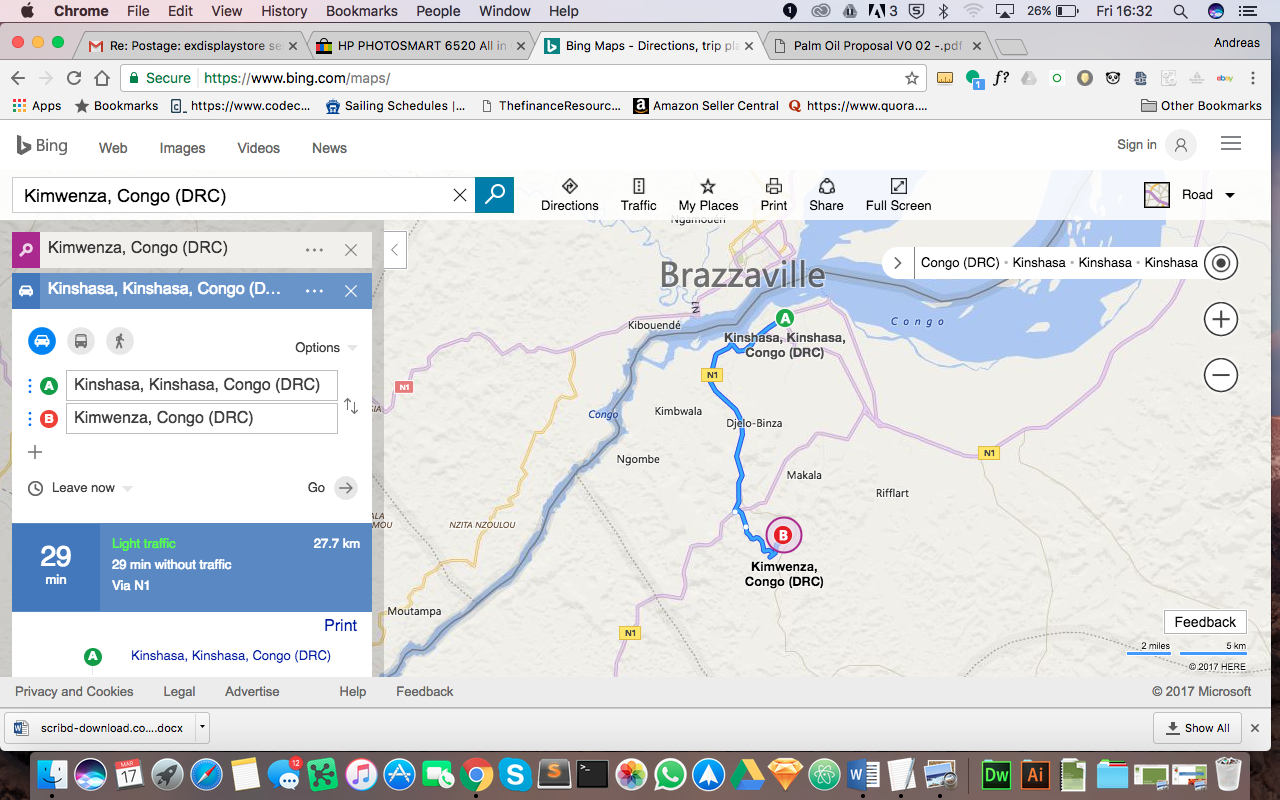 Chrome File Edit View History Bookmarks People Window Help
1 3 26% Fri 16:32
Re: Postage: exdisplaystore se
HP PHOTOSMART 6520 All in
Bing Maps - Directions, trip pla
Palm Oil Proposal V0 02 -.pdf
Andreas
Secure https://www.bing.com/maps/
1 f? ebay
Apps Bookmarks https://www.codec... Sailing Schedules |... ThefinanceResourc... Amazon Seller Central https://www.quora.... Other Bookmarks
Bing Web Images Videos News Sign in
Kimwenza, Congo (DRC)
Directions Traffic My Places Print Share Full Screen
Road
Kimwenza, Congo (DRC)
Kinshasa, Kinshasa, Congo (D...
Options
A Kinshasa, Kinshasa, Congo (DRC)
B Kimwenza, Congo (DRC)
Leave now
Go
29
min
Light traffic 27.7 km
29 min without traffic
Via N1
Print
A Kinshasa, Kinshasa, Congo (DRC)
Ngamouen
Brazzaville
Congo (DRC) • Kinshasa • Kinshasa • Kinshasa
N1
Kibouendé
A
Kinshasa, Kinshasa,
Congo (DRC)
Congo
N1
N1
Congo
Kimbwala
Djelo-Binza
N1
Ngombe
Makala
Rifflart
NZITA NZOULOU
B
Kimwenza,
Congo (DRC)
Moutampa
N1
Feedback
2 miles 5 km
© 2017 HERE
Privacy and Cookies Legal Advertise Help Feedback © 2017 Microsoft
scribd-download.co....docx
Show All
MAR
17
12
Dw
Ai